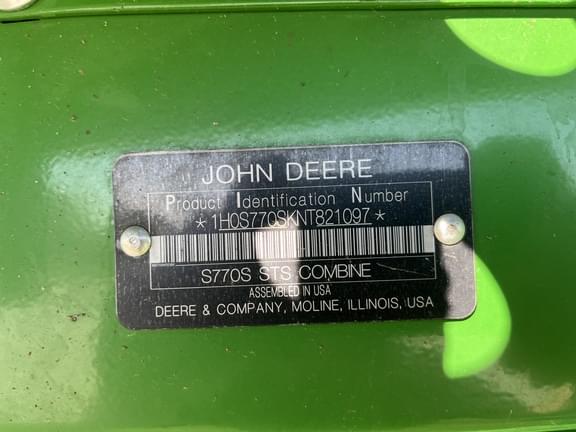 JOHN DEERE
Product Identification Number
*1H0S770SKNT821097*
S770S STS COMBINE
ASSEMBLED IN USA
DEERE & COMPANY, MOLINE, ILLINOIS, USA